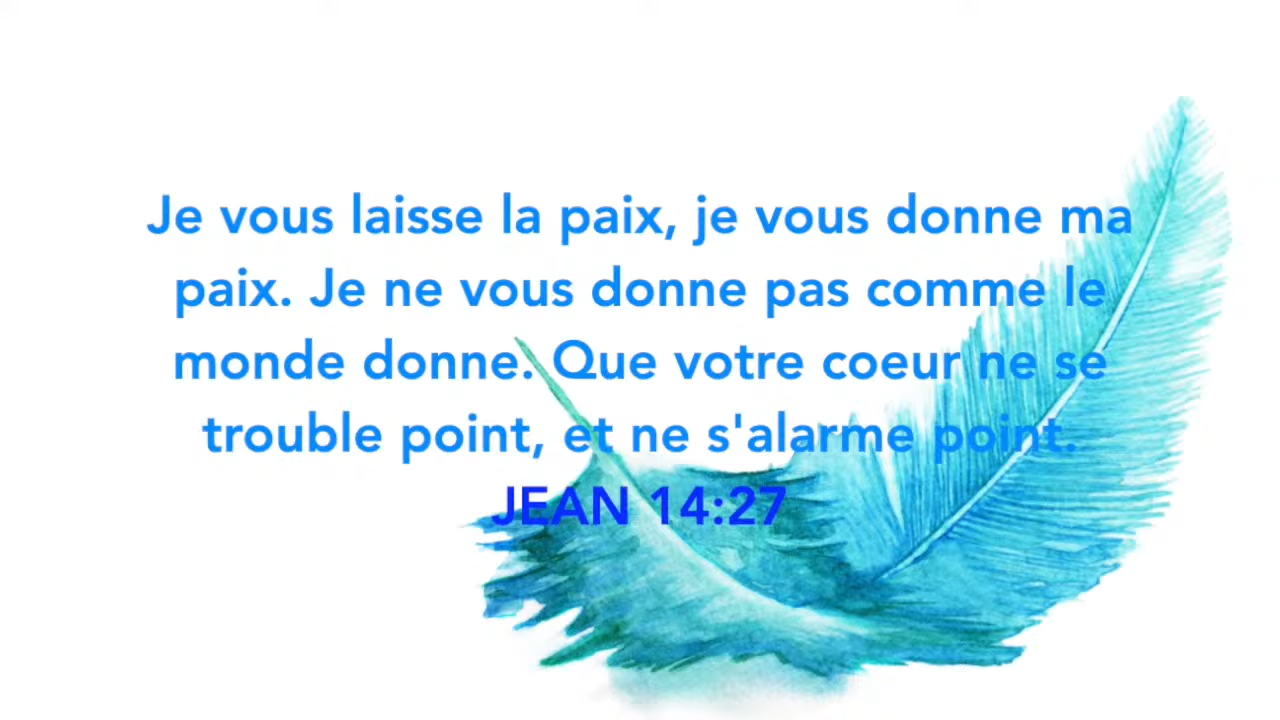 Je vous laisse la paix, je vous donne ma
paix. Je ne vous donne pas comme le
monde donne. Que votre coeur ne se
trouble point, et ne s'alarme point.
JEAN 14:27